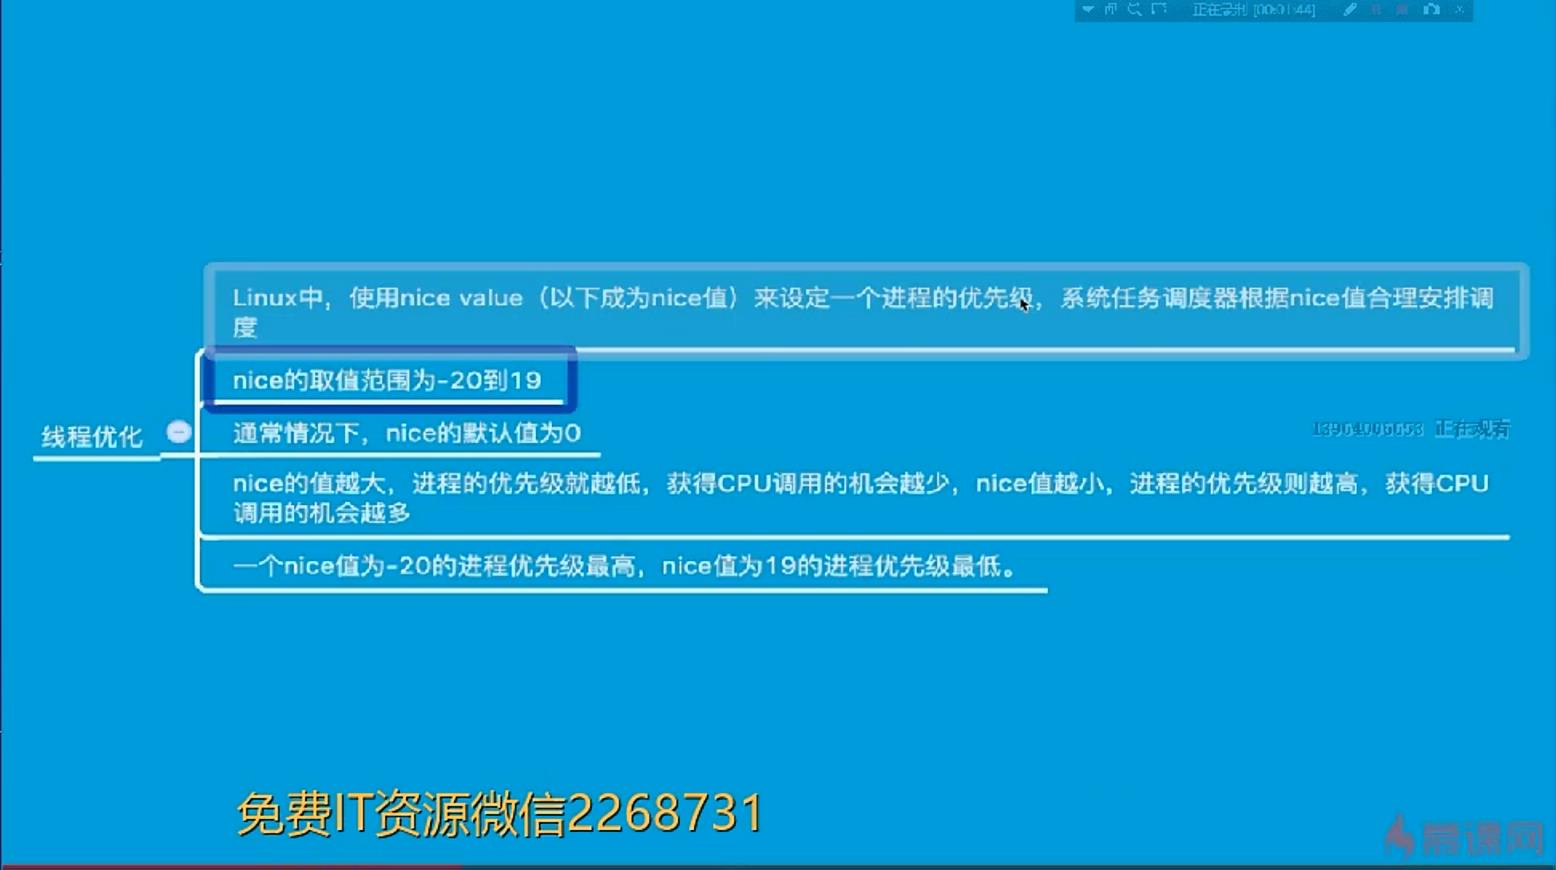 正在录制 [00:01:44]
Linux中，使用nice value（以下成为nice值）来设定一个进程的优先级，系统任务调度器根据nice值合理安排调
度
nice的取值范围为-20到19
线程优化
通常情况下，nice的默认值为0
正在观看
nice的值越大，进程的优先级就越低，获得CPU调用的机会越少，nice值越小，进程的优先级则越高，获得CPU
调用的机会越多
一个nice值为-20的进程优先级最高，nice值为19的进程优先级最低。
免费IT资源微信2268731
慕课网